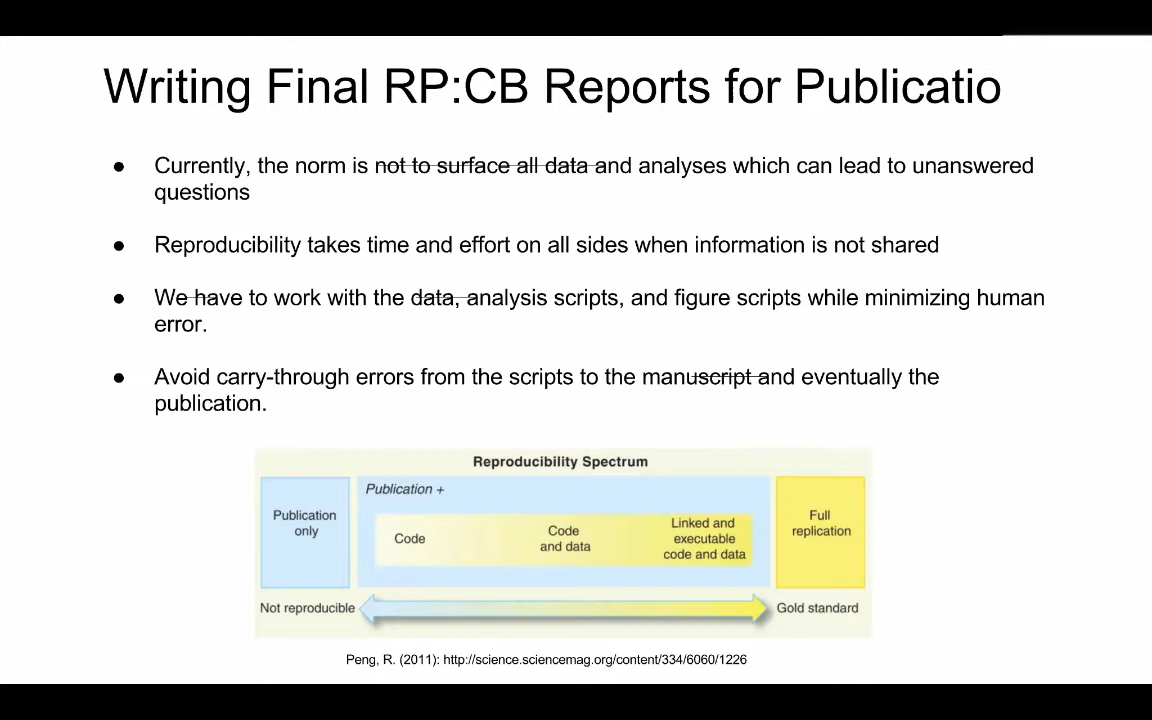 Writing Final RP:CB Reports for Publicatio
● Currently, the norm is not to surface all data and analyses which can lead to unanswered
questions
● Reproducibility takes time and effort on all sides when information is not shared
● We have to work with the data, analysis scripts, and figure scripts while minimizing human
error.
● Avoid carry-through errors from the scripts to the manuscript and eventually the
publication.
Reproducibility Spectrum
Publication +
Publication
only
Code
Code
and data
Linked and
executable
code and data
Full
replication
Not reproducible
Gold standard
Peng, R. (2011): http://science.sciencemag.org/content/334/6060/1226